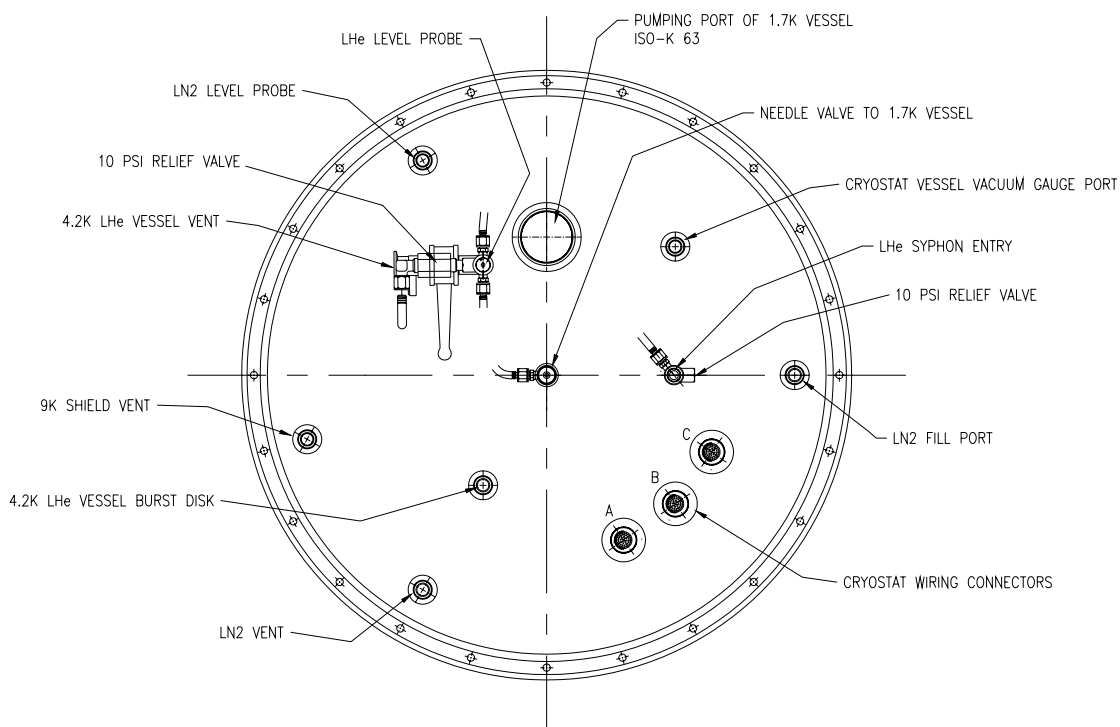 PUMPING PORT OF 1.7K VESSEL
ISO-K 63
LHe LEVEL PROBE
LN2 LEVEL PROBE
NEEDLE VALVE TO 1.7K VESSEL
10 PSI RELIEF VALVE
CRYOSTAT VESSEL VACUUM GAUGE PORT
4.2K LHe VESSEL VENT
LHe SYPHON ENTRY
10 PSI RELIEF VALVE
9K SHIELD VENT
C
LN2 FILL PORT
B
4.2K LHe VESSEL BURST DISK
A
CRYOSTAT WIRING CONNECTORS
LN2 VENT